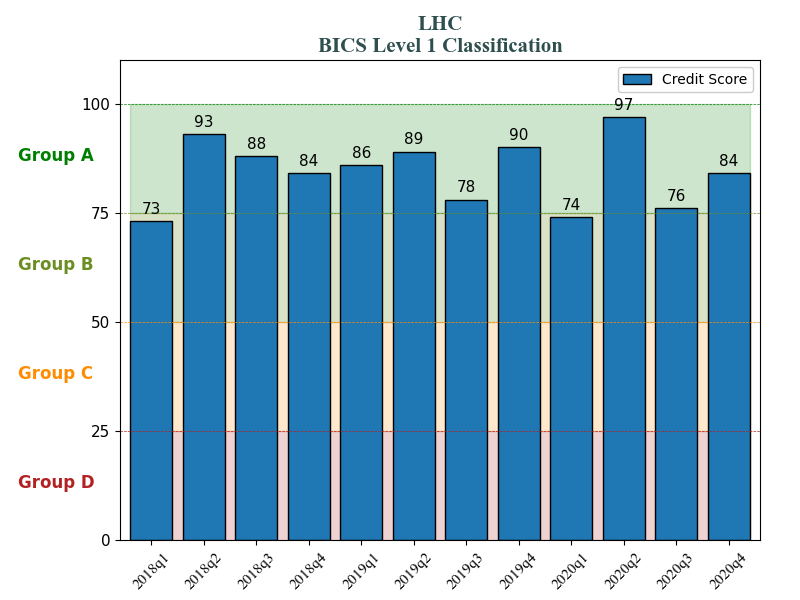 LHC
BICS Level 1 Classification
Credit Score
100
75
50
25
0
Group A
Group B
Group C
Group D
73
93
88
84
86
89
78
90
74
97
76
84
2018q1
2018q2
2018q3
2018q4
2019q1
2019q2
2019q3
2019q4
2020q1
2020q2
2020q3
2020q4